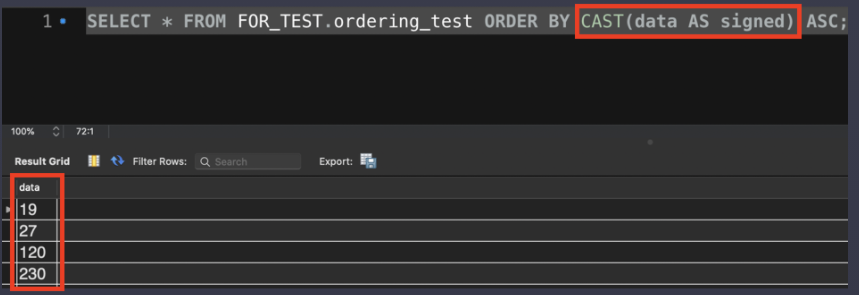 1 SELECT * FROM FOR_TEST.ordering_test ORDER BY CAST(data AS signed) ASC;
100% 72:1
Result Grid Filter Rows: Search Export:
data
19
27
120
230